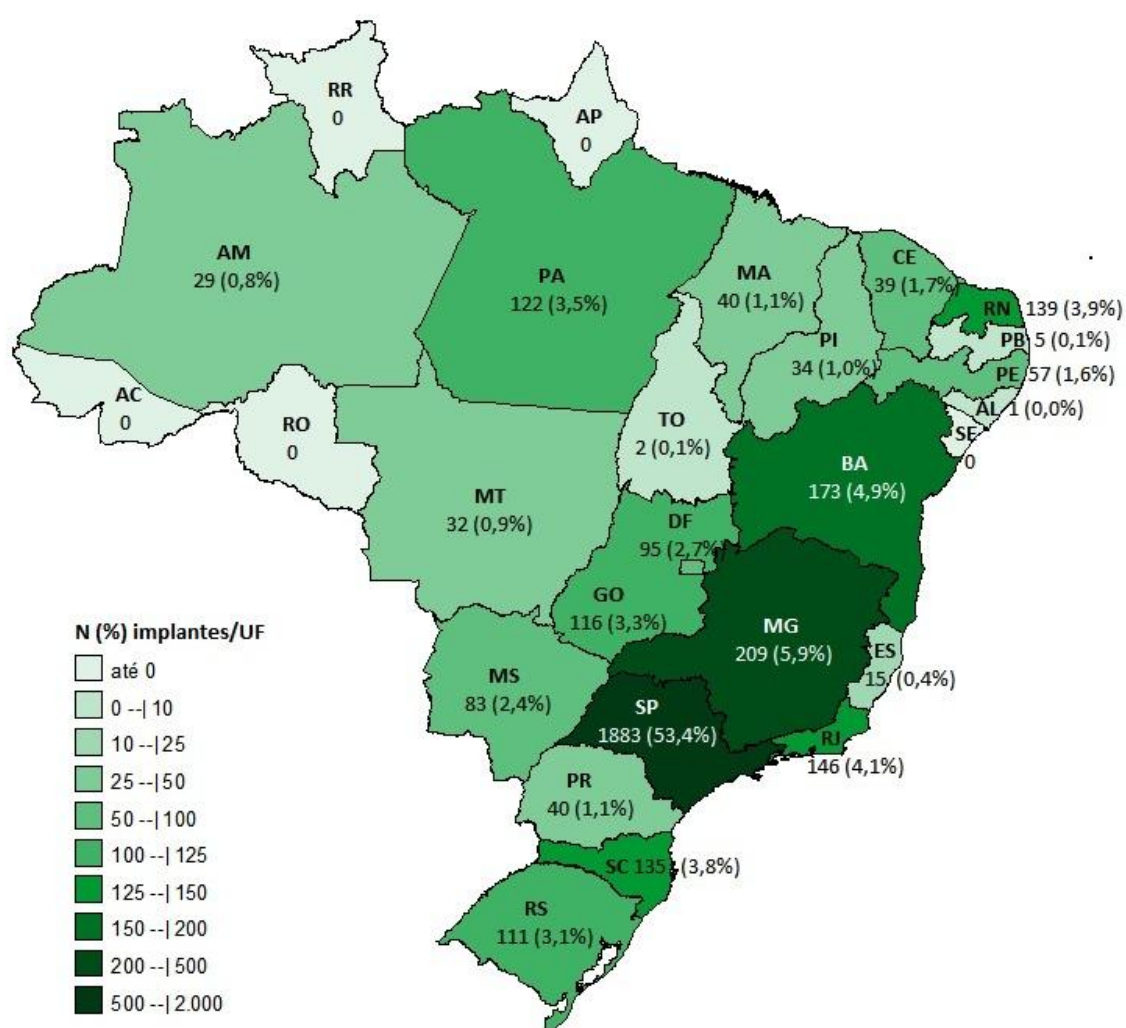 RR
0
AP
0
AM
29 (0,8%)
PA
122 (3,5%)
MA
40 (1,1%)
CE
39 (1,7%)
RN 139 (3,9%)
PB 5 (0,1%)
PI
34 (1,0%)
PE 57 (1,6%)
AL 1 (0,0%)
SE
0
AC
0
RO
0
TO
2 (0,1%)
BA
173 (4,9%)
MT
32 (0,9%)
DF
95 (2,7%)
GO
116 (3,3%)
MG
209 (5,9%)
ES
15 (0,4%)
MS
83 (2,4%)
SP
1883 (53,4%)
RJ
146 (4,1%)
PR
40 (1,1%)
SC 135 (3,8%)
RS
111 (3,1%)
N (%) implantes/UF
até 0
0 --| 10
10 --| 25
25 --| 50
50 --| 100
100 --| 125
125 --| 150
150 --| 200
200 --| 500
500 --| 2.000